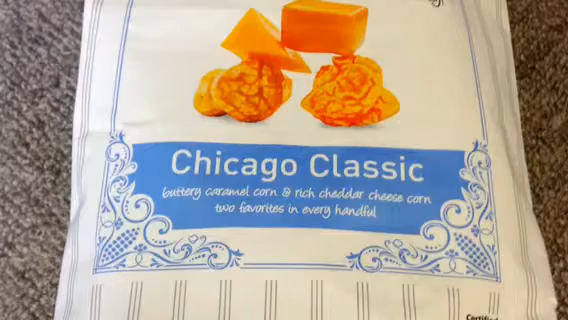 Chicago Classic
buttery caramel corn & rich cheddar cheese corn
two favorites in every handful